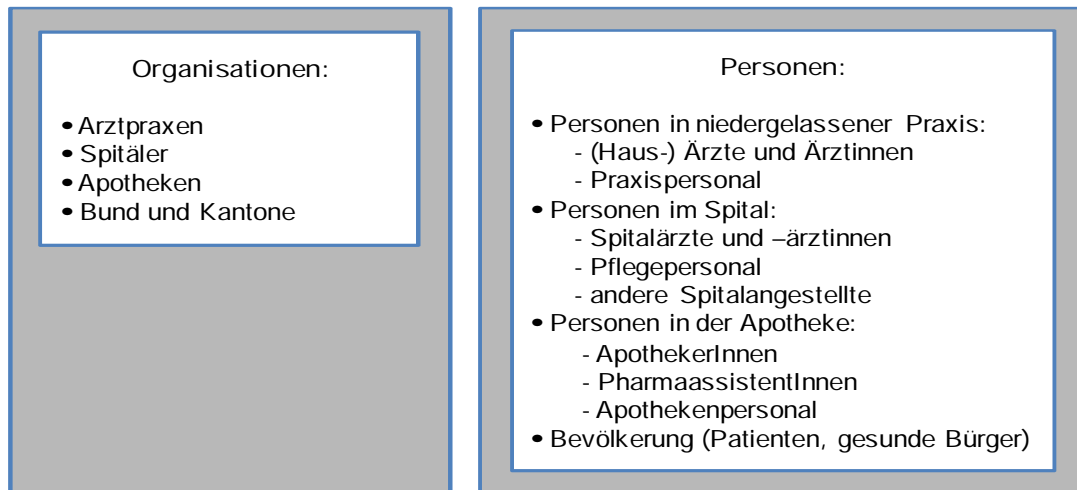 Organisationen:
• Arztpraxen
• Spitäler
• Apotheken
• Bund und Kantone
Personen:
• Personen in niedergelassener Praxis:
- (Haus-) Ärzte und Ärztinnen
- Praxispersonal
• Personen im Spital:
- Spitalärzte und –ärztinnen
- Pflegepersonal
- andere Spitalangestellte
• Personen in der Apotheke:
- ApothekerInnen
- PharmaassistentInnen
- Apothekenpersonal
• Bevölkerung (Patienten, gesunde Bürger)